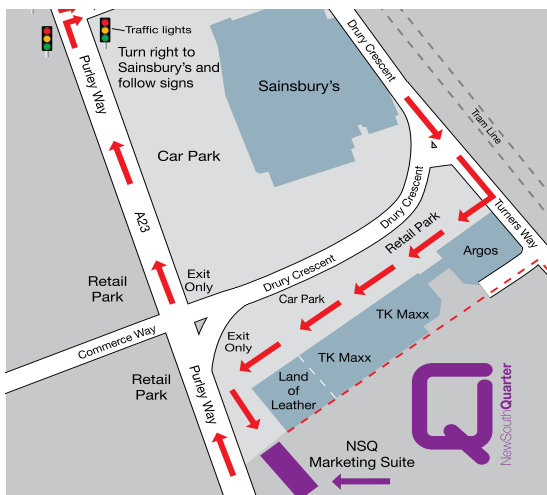 Traffic lights
Turn right to
Sainsbury's and
follow signs
Purley Way
Sainsbury's
Drury Crescent
Tram Line
Car Park
A23
Drury Crescent
Turners Way
Retail Park
Argos
Retail
Park
Exit
Only
Drury Crescent
Car Park
TK Maxx
Commerce Way
Exit
Only
TK Maxx
Retail
Park
Purley Way
Land
of
Leather
NewSouthQuarter
NSQ
Marketing Suite